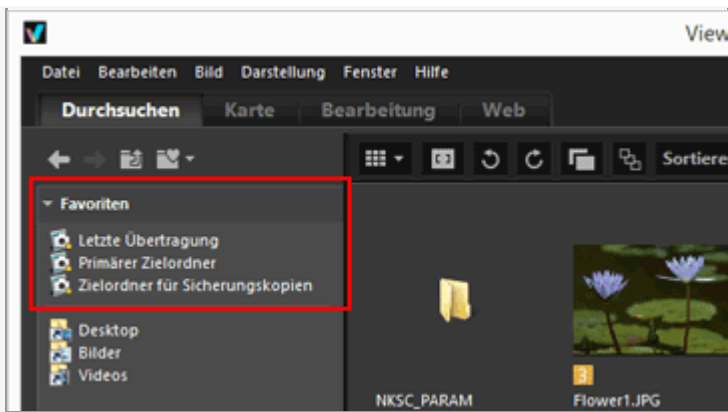 View
Datei Bearbeiten Bild Darstellung Fenster Hilfe
Durchsuchen Karte Bearbeitung Web
Sortiere
Favoriten
Letzte Übertragung
Primärer Zielordner
Zielordner für Sicherungskopien
Desktop
Bilder
Videos
3
NKSC_PARAM Flower1.JPG